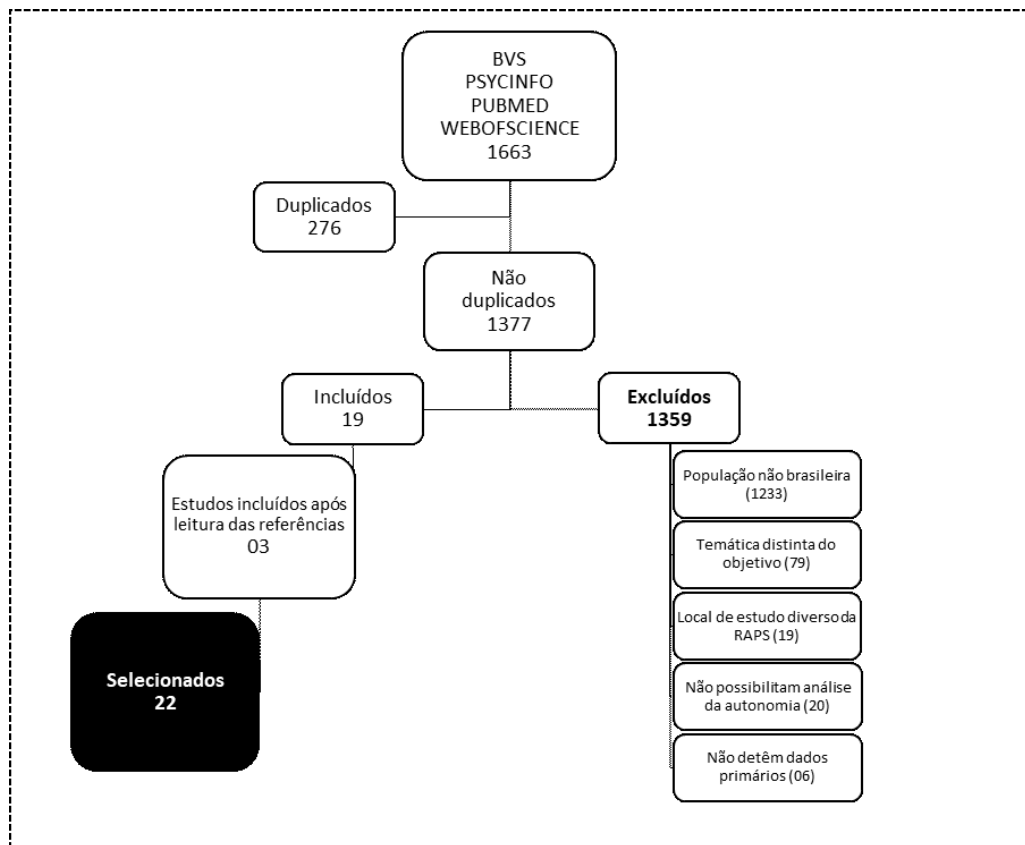 BVS
PSYCINFO
PUBMED
WEBOFSCIENCE
1663
Duplicados
276
Não
duplicados
1377
Incluídos
19
Excluídos
1359
Estudos incluídos após
leitura das referências
03
Selecionados
22
População não brasileira
(1233)
Temática distinta do
objetivo (79)
Local de estudo diverso da
RAPS (19)
Não possibilitam análise
da autonomia (20)
Não detêm dados
primários (06)